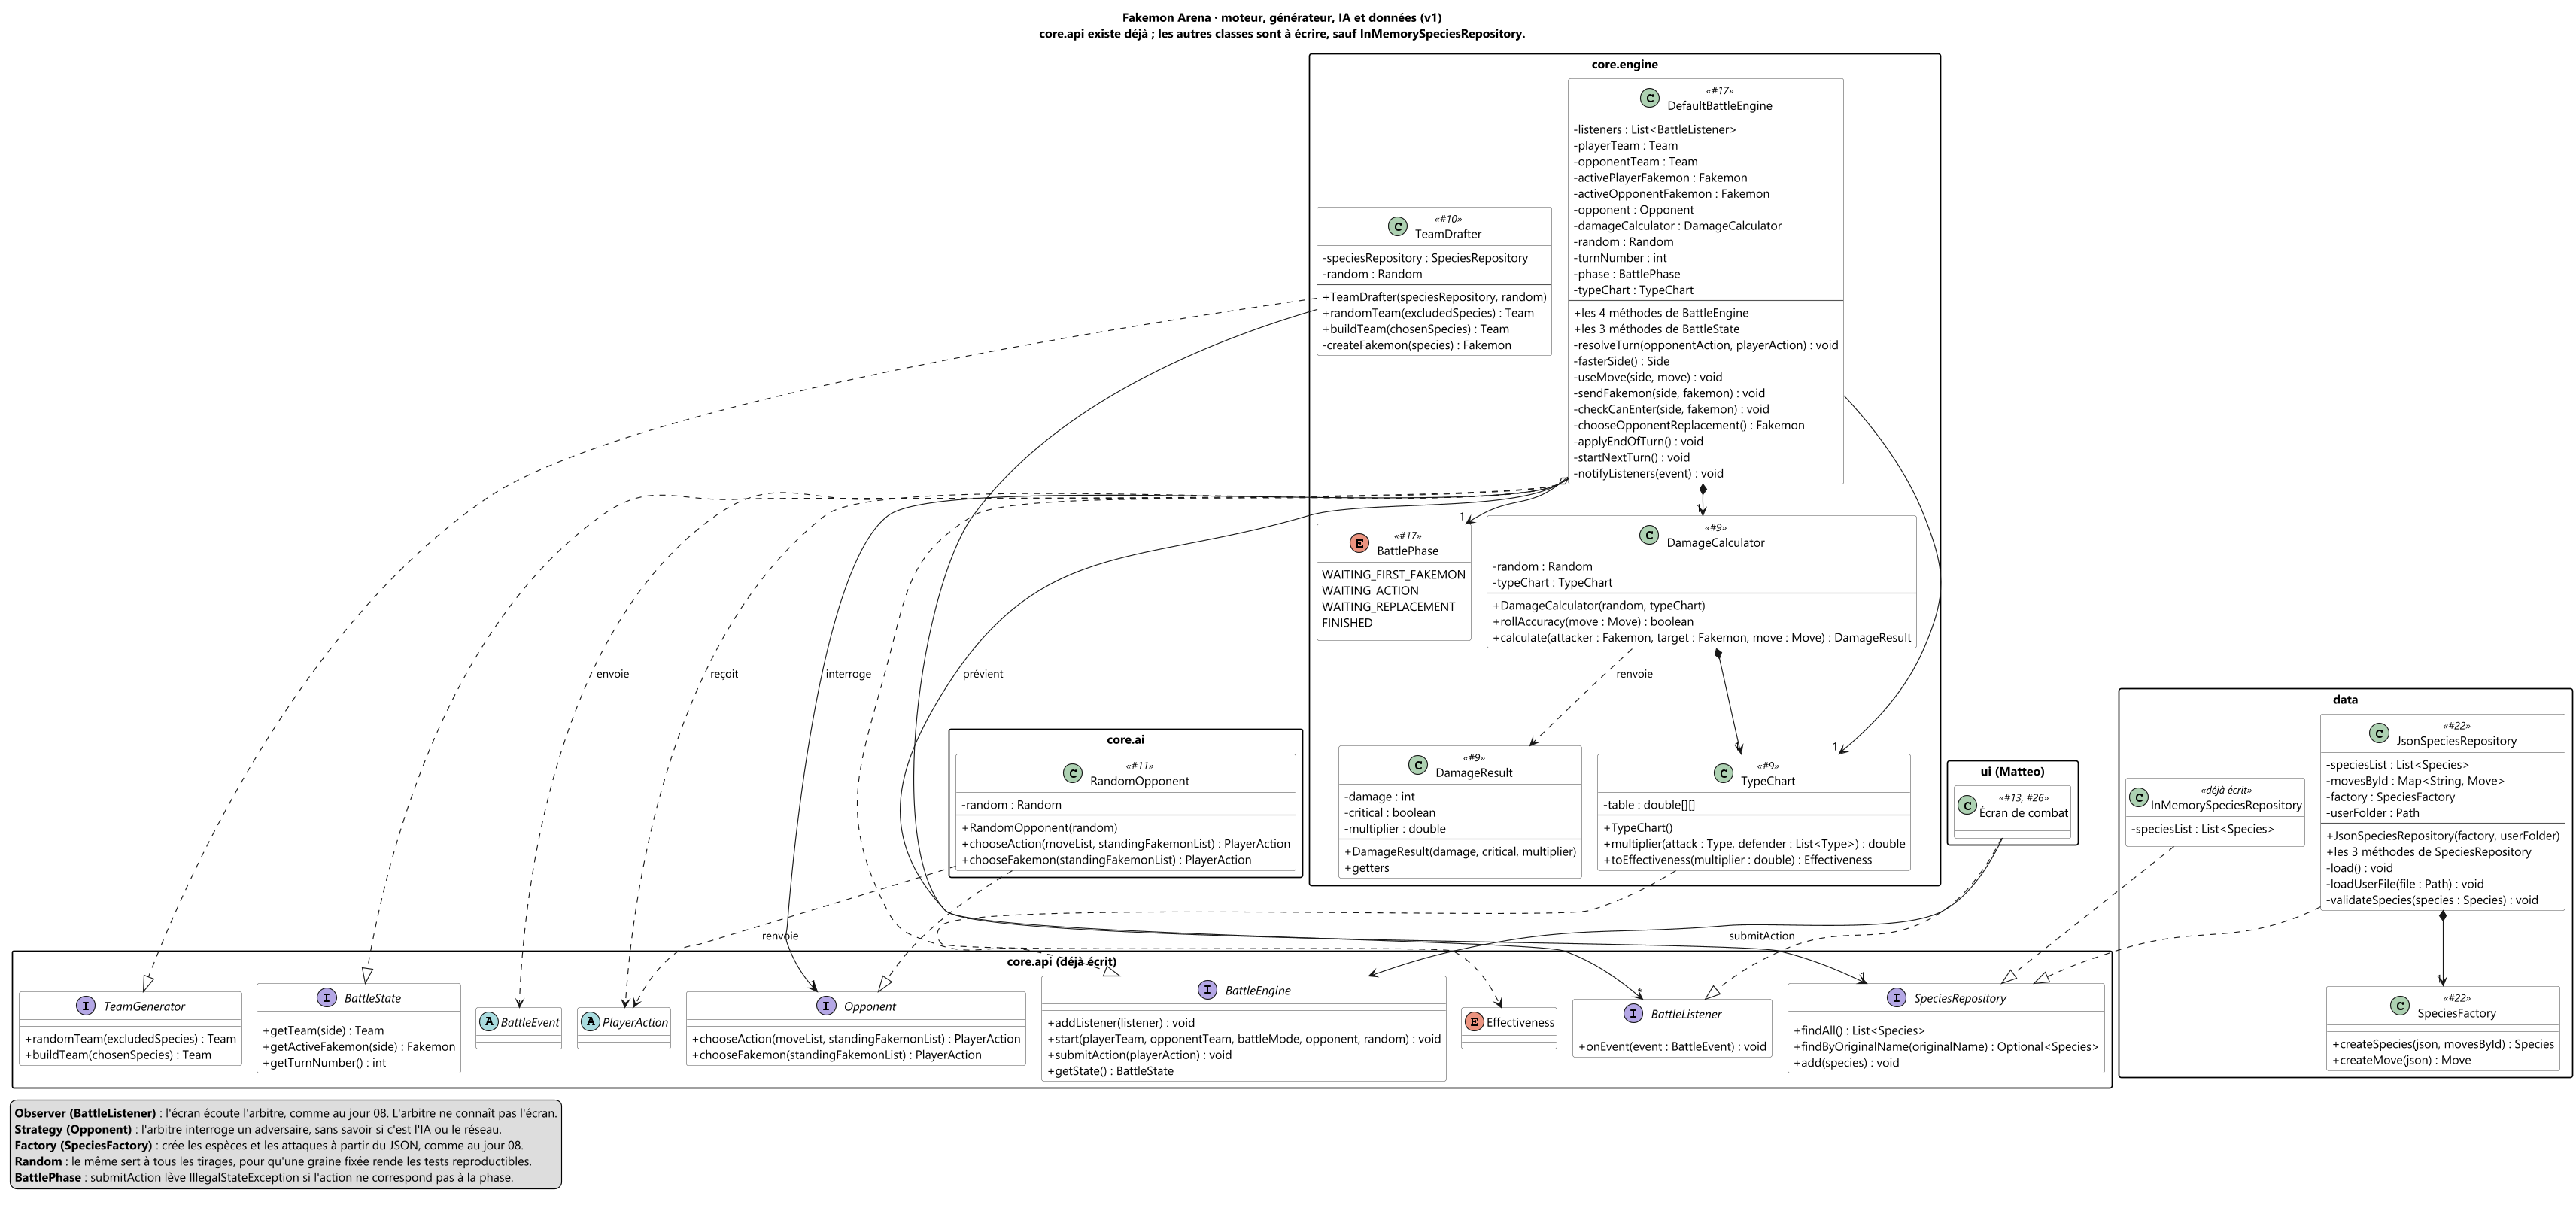 Fakemon Arena · moteur, générateur, IA et données (v1)
core.api existe déjà ; les autres classes sont à écrire, sauf InMemorySpeciesRepository.
core.engine
C
«#17»
DefaultBattleEngine
-listeners : List<BattleListener>
-playerTeam : Team
-opponentTeam : Team
-activePlayerFakemon : Fakemon
-activeOpponentFakemon : Fakemon
-opponent : Opponent
-damageCalculator : DamageCalculator
-random : Random
-turnNumber : int
-phase : BattlePhase
-typeChart : TypeChart
+les 4 méthodes de BattleEngine
+les 3 méthodes de BattleState
-resolveTurn(opponentAction, playerAction) : void
-fasterSide() : Side
-useMove(side, move) : void
-sendFakemon(side, fakemon) : void
-checkCanEnter(side, fakemon) : void
-chooseOpponentReplacement() : Fakemon
-applyEndOfTurn() : void
-startNextTurn() : void
-notifyListeners(event) : void
C
«#10»
TeamDrafter
-speciesRepository : SpeciesRepository
-random : Random
+TeamDrafter(speciesRepository, random)
+randomTeam(excludedSpecies) : Team
+buildTeam(chosenSpecies) : Team
-createFakemon(species) : Fakemon
1
E
«#17»
BattlePhase
WAITING_FIRST_FAKEMON
WAITING_ACTION
WAITING_REPLACEMENT
FINISHED
1
C
«#9»
DamageCalculator
-random : Random
-typeChart : TypeChart
+DamageCalculator(random, typeChart)
+rollAccuracy(move : Move) : boolean
+calculate(attacker : Fakemon, target : Fakemon, move : Move) : DamageResult
envoie
reçoit
interroge
prévient
renvoie
core.ai
C
«#11»
RandomOpponent
-random : Random
+RandomOpponent(random)
+chooseAction(moveList, standingFakemonList) : PlayerAction
+chooseFakemon(standingFakemonList) : PlayerAction
C
«#9»
DamageResult
-damage : int
-critical : boolean
-multiplier : double
+DamageResult(damage, critical, multiplier)
+getters
1
1
C
«#9»
TypeChart
-table : double[][]
+TypeChart()
+multiplier(attack : Type, defender : List<Type>) : double
+toEffectiveness(multiplier : double) : Effectiveness
ui (Matteo)
C
«#13, #26»
Écran de combat
data
C
«déjà écrit»
InMemorySpeciesRepository
-speciesList : List<Species>
C
«#22»
JsonSpeciesRepository
-speciesList : List<Species>
-movesById : Map<String, Move>
-factory : SpeciesFactory
-userFolder : Path
+JsonSpeciesRepository(factory, userFolder)
+les 3 méthodes de SpeciesRepository
-load() : void
-loadUserFile(file : Path) : void
-validateSpecies(species : Species) : void
renvoie
submitAction
core.api (déjà écrit)
I
TeamGenerator
+randomTeam(excludedSpecies) : Team
+buildTeam(chosenSpecies) : Team
I
BattleState
+getTeam(side) : Team
+getActiveFakemon(side) : Fakemon
+getTurnNumber() : int
A
BattleEvent
A
PlayerAction
1
I
Opponent
+chooseAction(moveList, standingFakemonList) : PlayerAction
+chooseFakemon(standingFakemonList) : PlayerAction
I
BattleEngine
+addListener(listener) : void
+start(playerTeam, opponentTeam, battleMode, opponent, random) : void
+submitAction(playerAction) : void
+getState() : BattleState
E
Effectiveness
*
I
BattleListener
+onEvent(event : BattleEvent) : void
1
I
SpeciesRepository
+findAll() : List<Species>
+findByOriginalName(originalName) : Optional<Species>
+add(species) : void
1
C
«#22»
SpeciesFactory
+createSpecies(json, movesById) : Species
+createMove(json) : Move
Observer (BattleListener) : l'écran écoute l'arbitre, comme au jour 08. L'arbitre ne connaît pas l'écran.
Strategy (Opponent) : l'arbitre interroge un adversaire, sans savoir si c'est l'IA ou le réseau.
Factory (SpeciesFactory) : crée les espèces et les attaques à partir du JSON, comme au jour 08.
Random : le même sert à tous les tirages, pour qu'une graine fixée rende les tests reproductibles.
BattlePhase : submitAction lève IllegalStateException si l'action ne correspond pas à la phase.